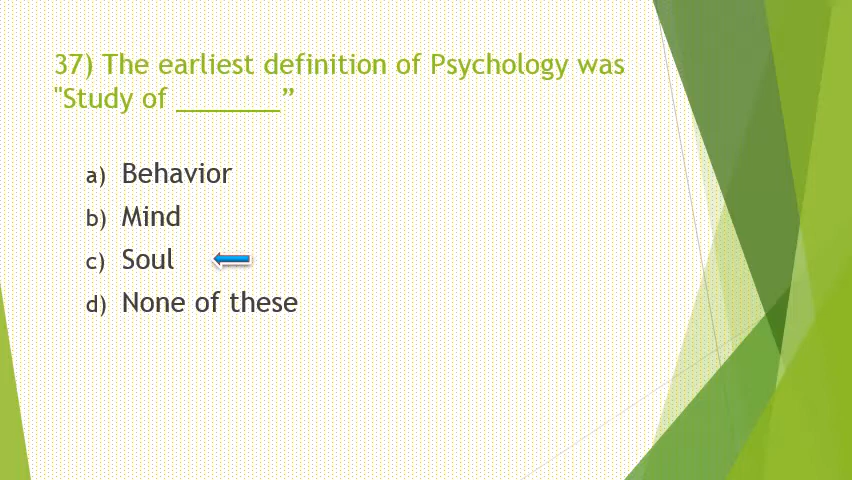 37) The earliest definition of Psychology was
"Study of _______”
a) Behavior
b) Mind
c) Soul
d) None of these